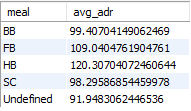 meal avg_adr
BB 99.40704149062469
FB 109.0404761904761
HB 120.30704072460644
SC 98.29586854459978
Undefined 91.9483062446536